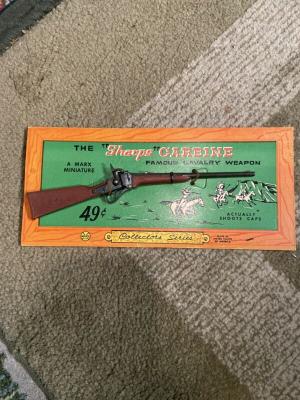 THE "Sharps" CARBINE
FAMOUS CAVALRY WEAPON
A MARX
MINIATURE
49¢
ACTUALLY
SHOOTS CAPS
Collectors' Series